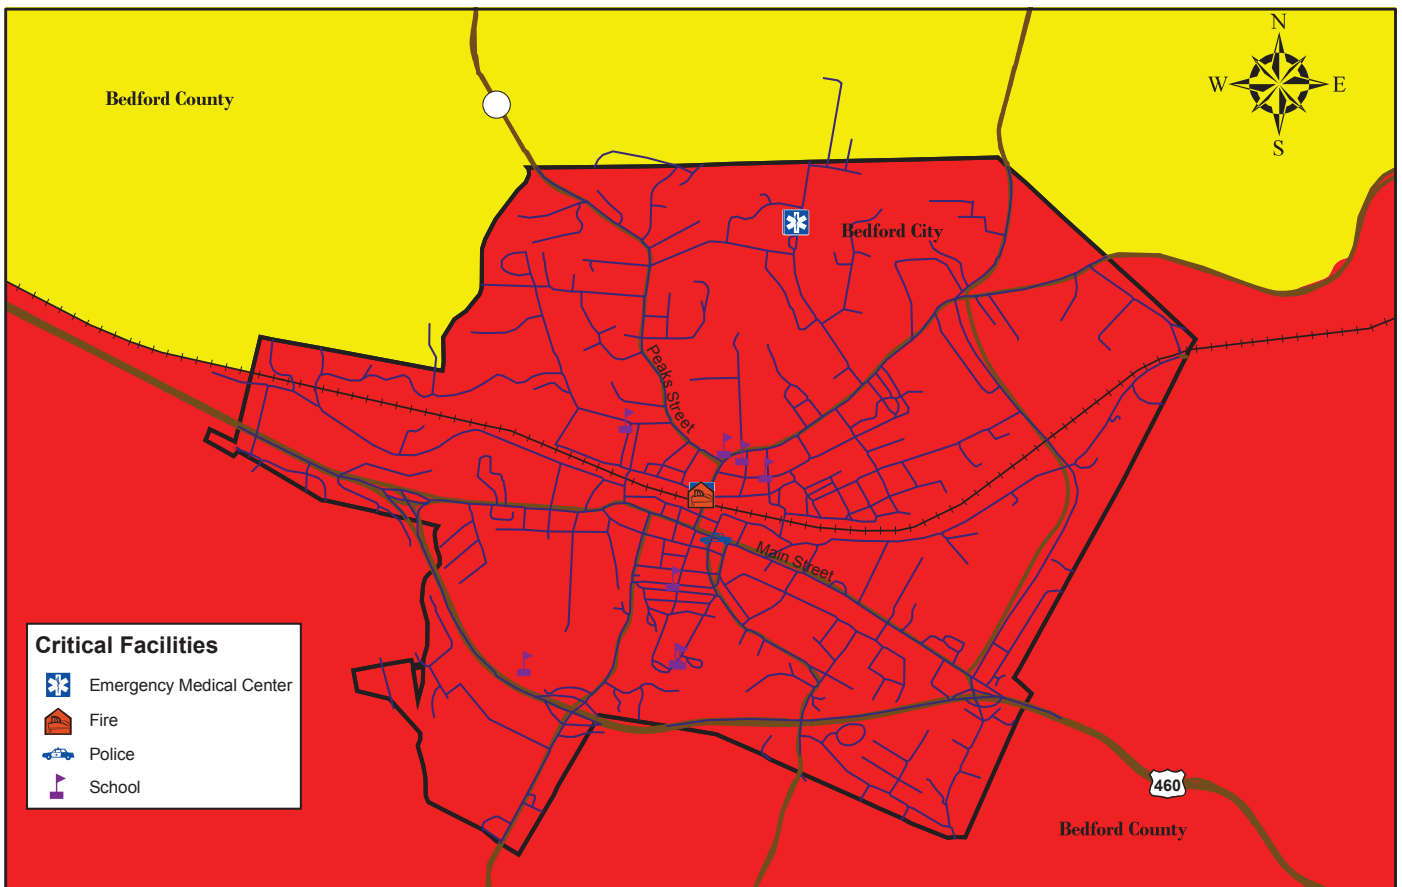 N
Bedford County
W
E
S
Bedford City
Peaks Street
Main Street
Critical Facilities
Emergency Medical Center
Fire
Police
School
460
Bedford County